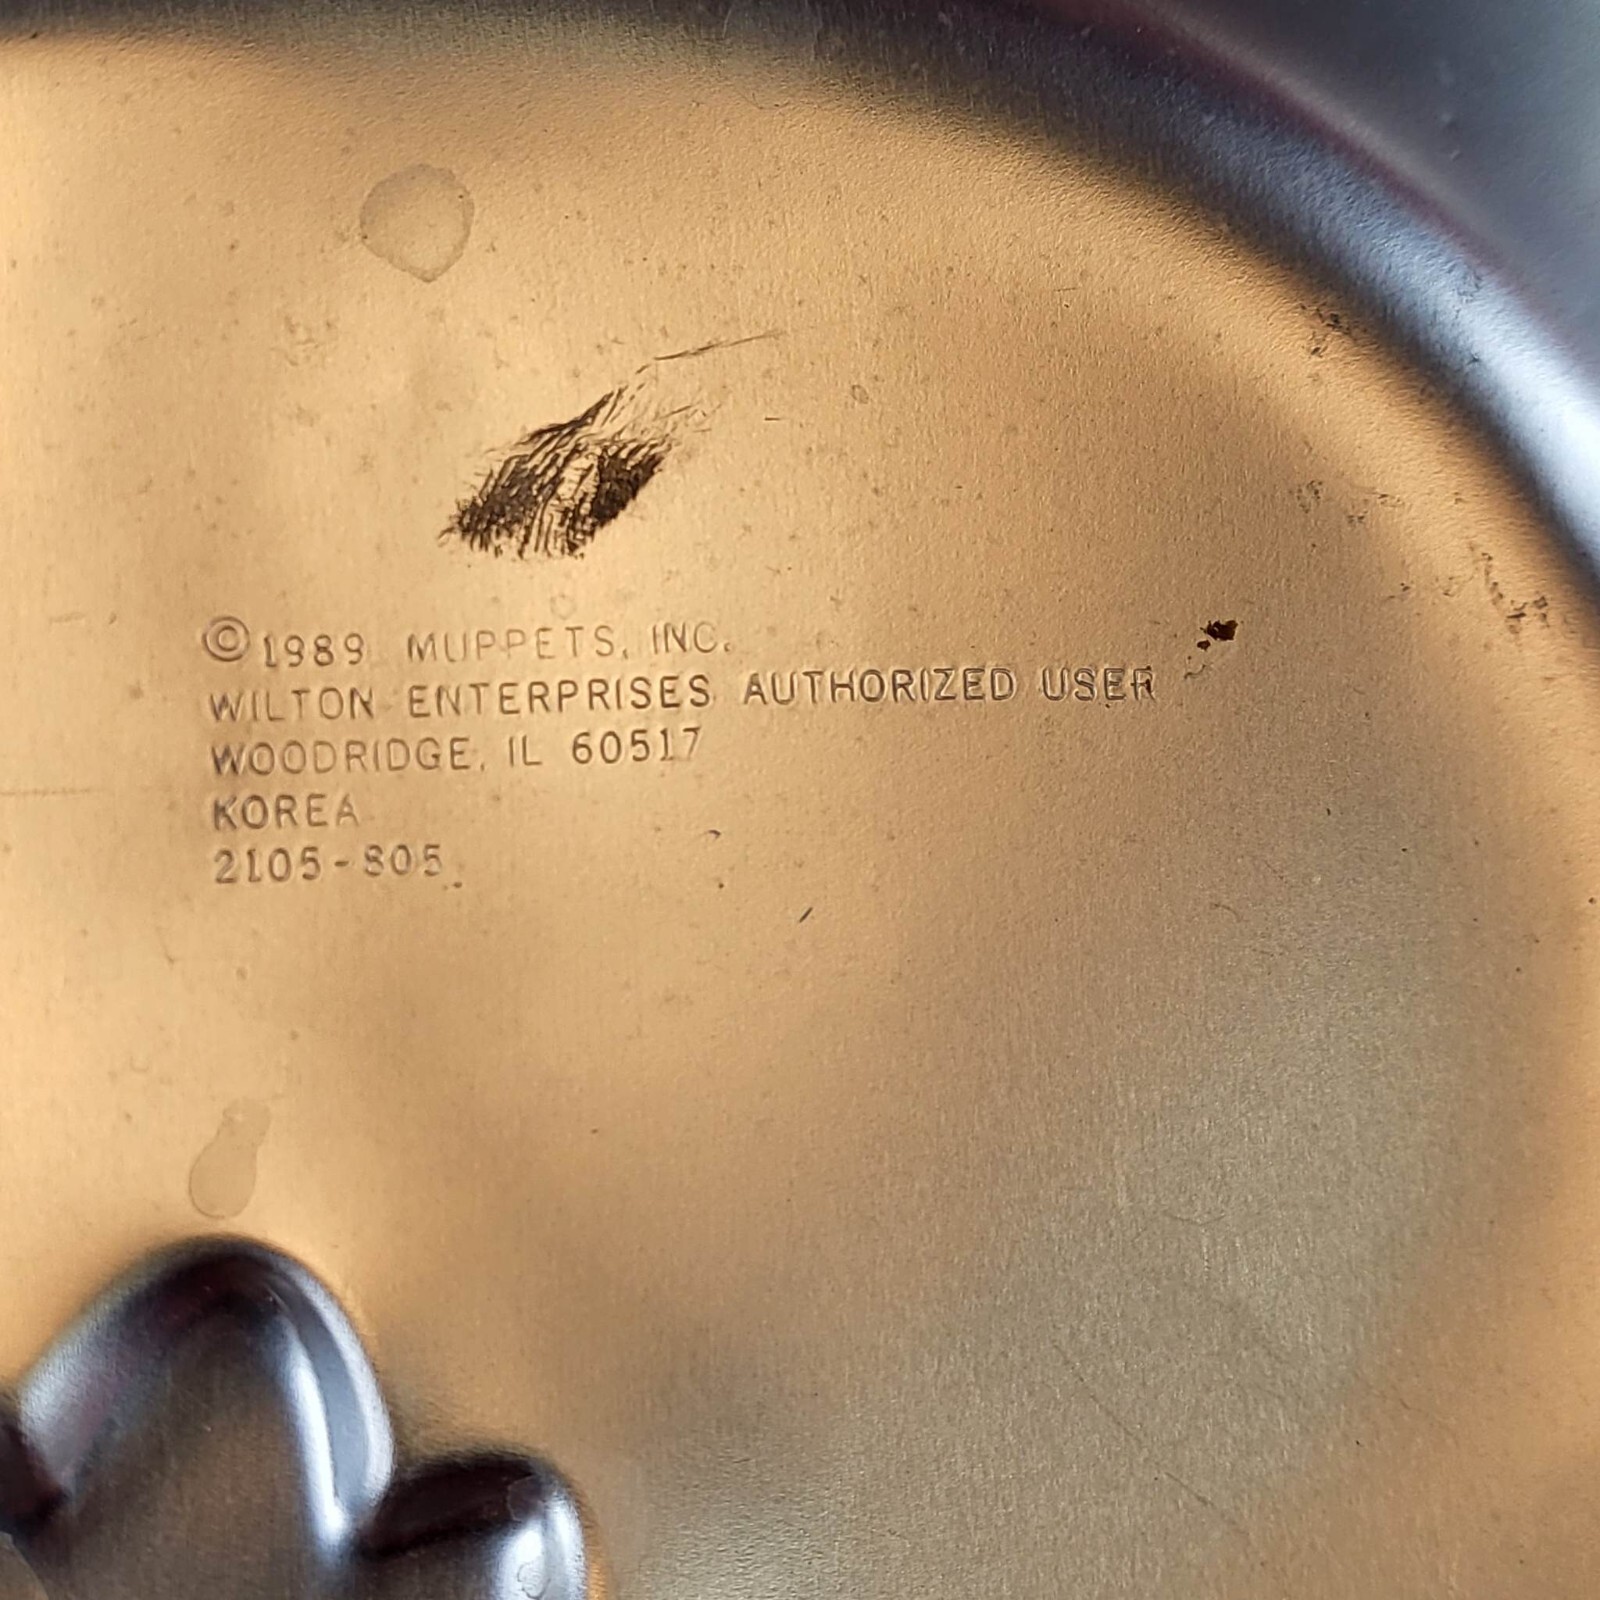 ©1989 MUPPETS, INC.
WILTON ENTERPRISES AUTHORIZED USER
WOODRIDGE, IL 60517
KOREA
2105-805